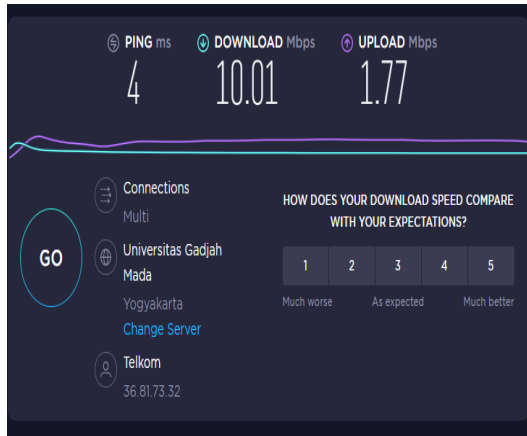 PING ms DOWNLOAD Mbps UPLOAD Mbps
4 10.01 1.77
GO
Connections
Multi
Universitas Gadjah
Mada
Yogyakarta
Change Server
Telkom
36.81.73.32
HOW DOES YOUR DOWNLOAD SPEED COMPARE
WITH YOUR EXPECTATIONS?
1 2 3 4 5
Much worse As expected Much better